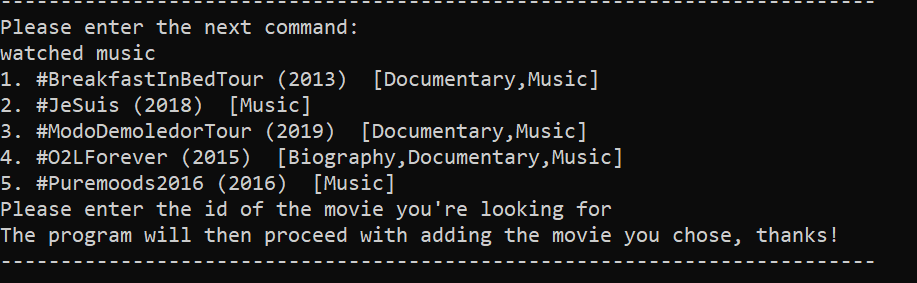 ------------------------------------------------------------------------
Please enter the next command:
watched music
1. #BreakfastInBedTour (2013)  [Documentary,Music]
2. #JeSuis (2018)  [Music]
3. #ModoDemoledorTour (2019)  [Documentary,Music]
4. #O2LForever (2015)  [Biography,Documentary,Music]
5. #Puremoods2016 (2016)  [Music]
Please enter the id of the movie you're looking for
The program will then proceed with adding the movie you chose, thanks!
------------------------------------------------------------------------